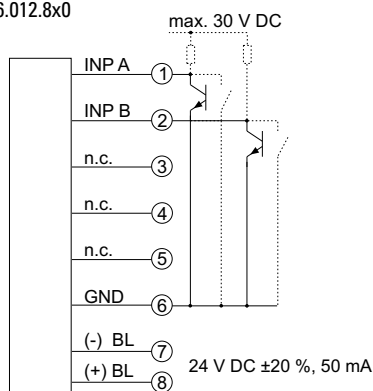 6.012.8x0
max. 30 V DC
INP A
1
INP B
2
n.c.
3
n.c.
4
n.c.
5
GND
6
(-) BL
7
(+) BL
8
24 V DC ±20 %, 50 mA